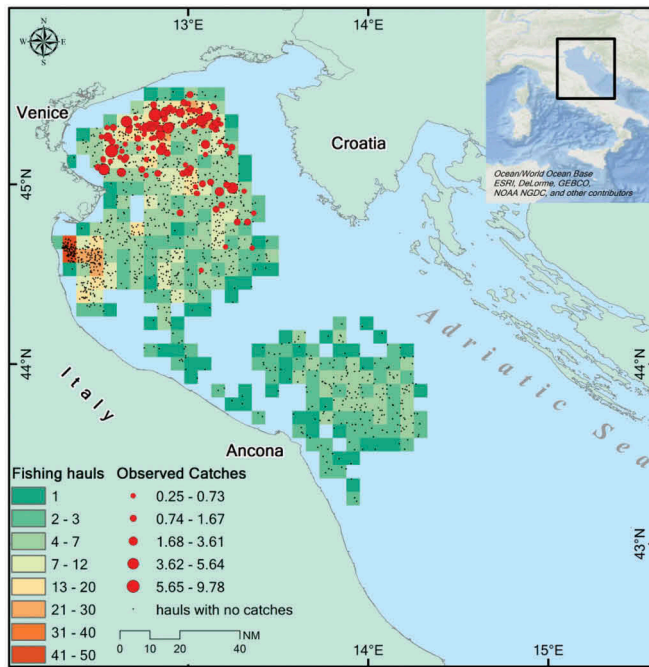 13°E
14°E
N
W
E
S
Venice
Croatia
45°N
45°N
Ocean/World Ocean Base
ESRI, DeLorme, GEBCO,
NOAA NGDC, and other contributors
44°N
44°N
Adriatic Sea
Italy
Ancona
Fishing hauls
1
2 - 3
4 - 7
7 - 12
13 - 20
21 - 30
31 - 40
41 - 50
Observed Catches
0.25 - 0.73
0.74 - 1.67
1.68 - 3.61
3.62 - 5.64
5.65 - 9.78
hauls with no catches
0 10 20 40 NM
43°N
14°E
15°E